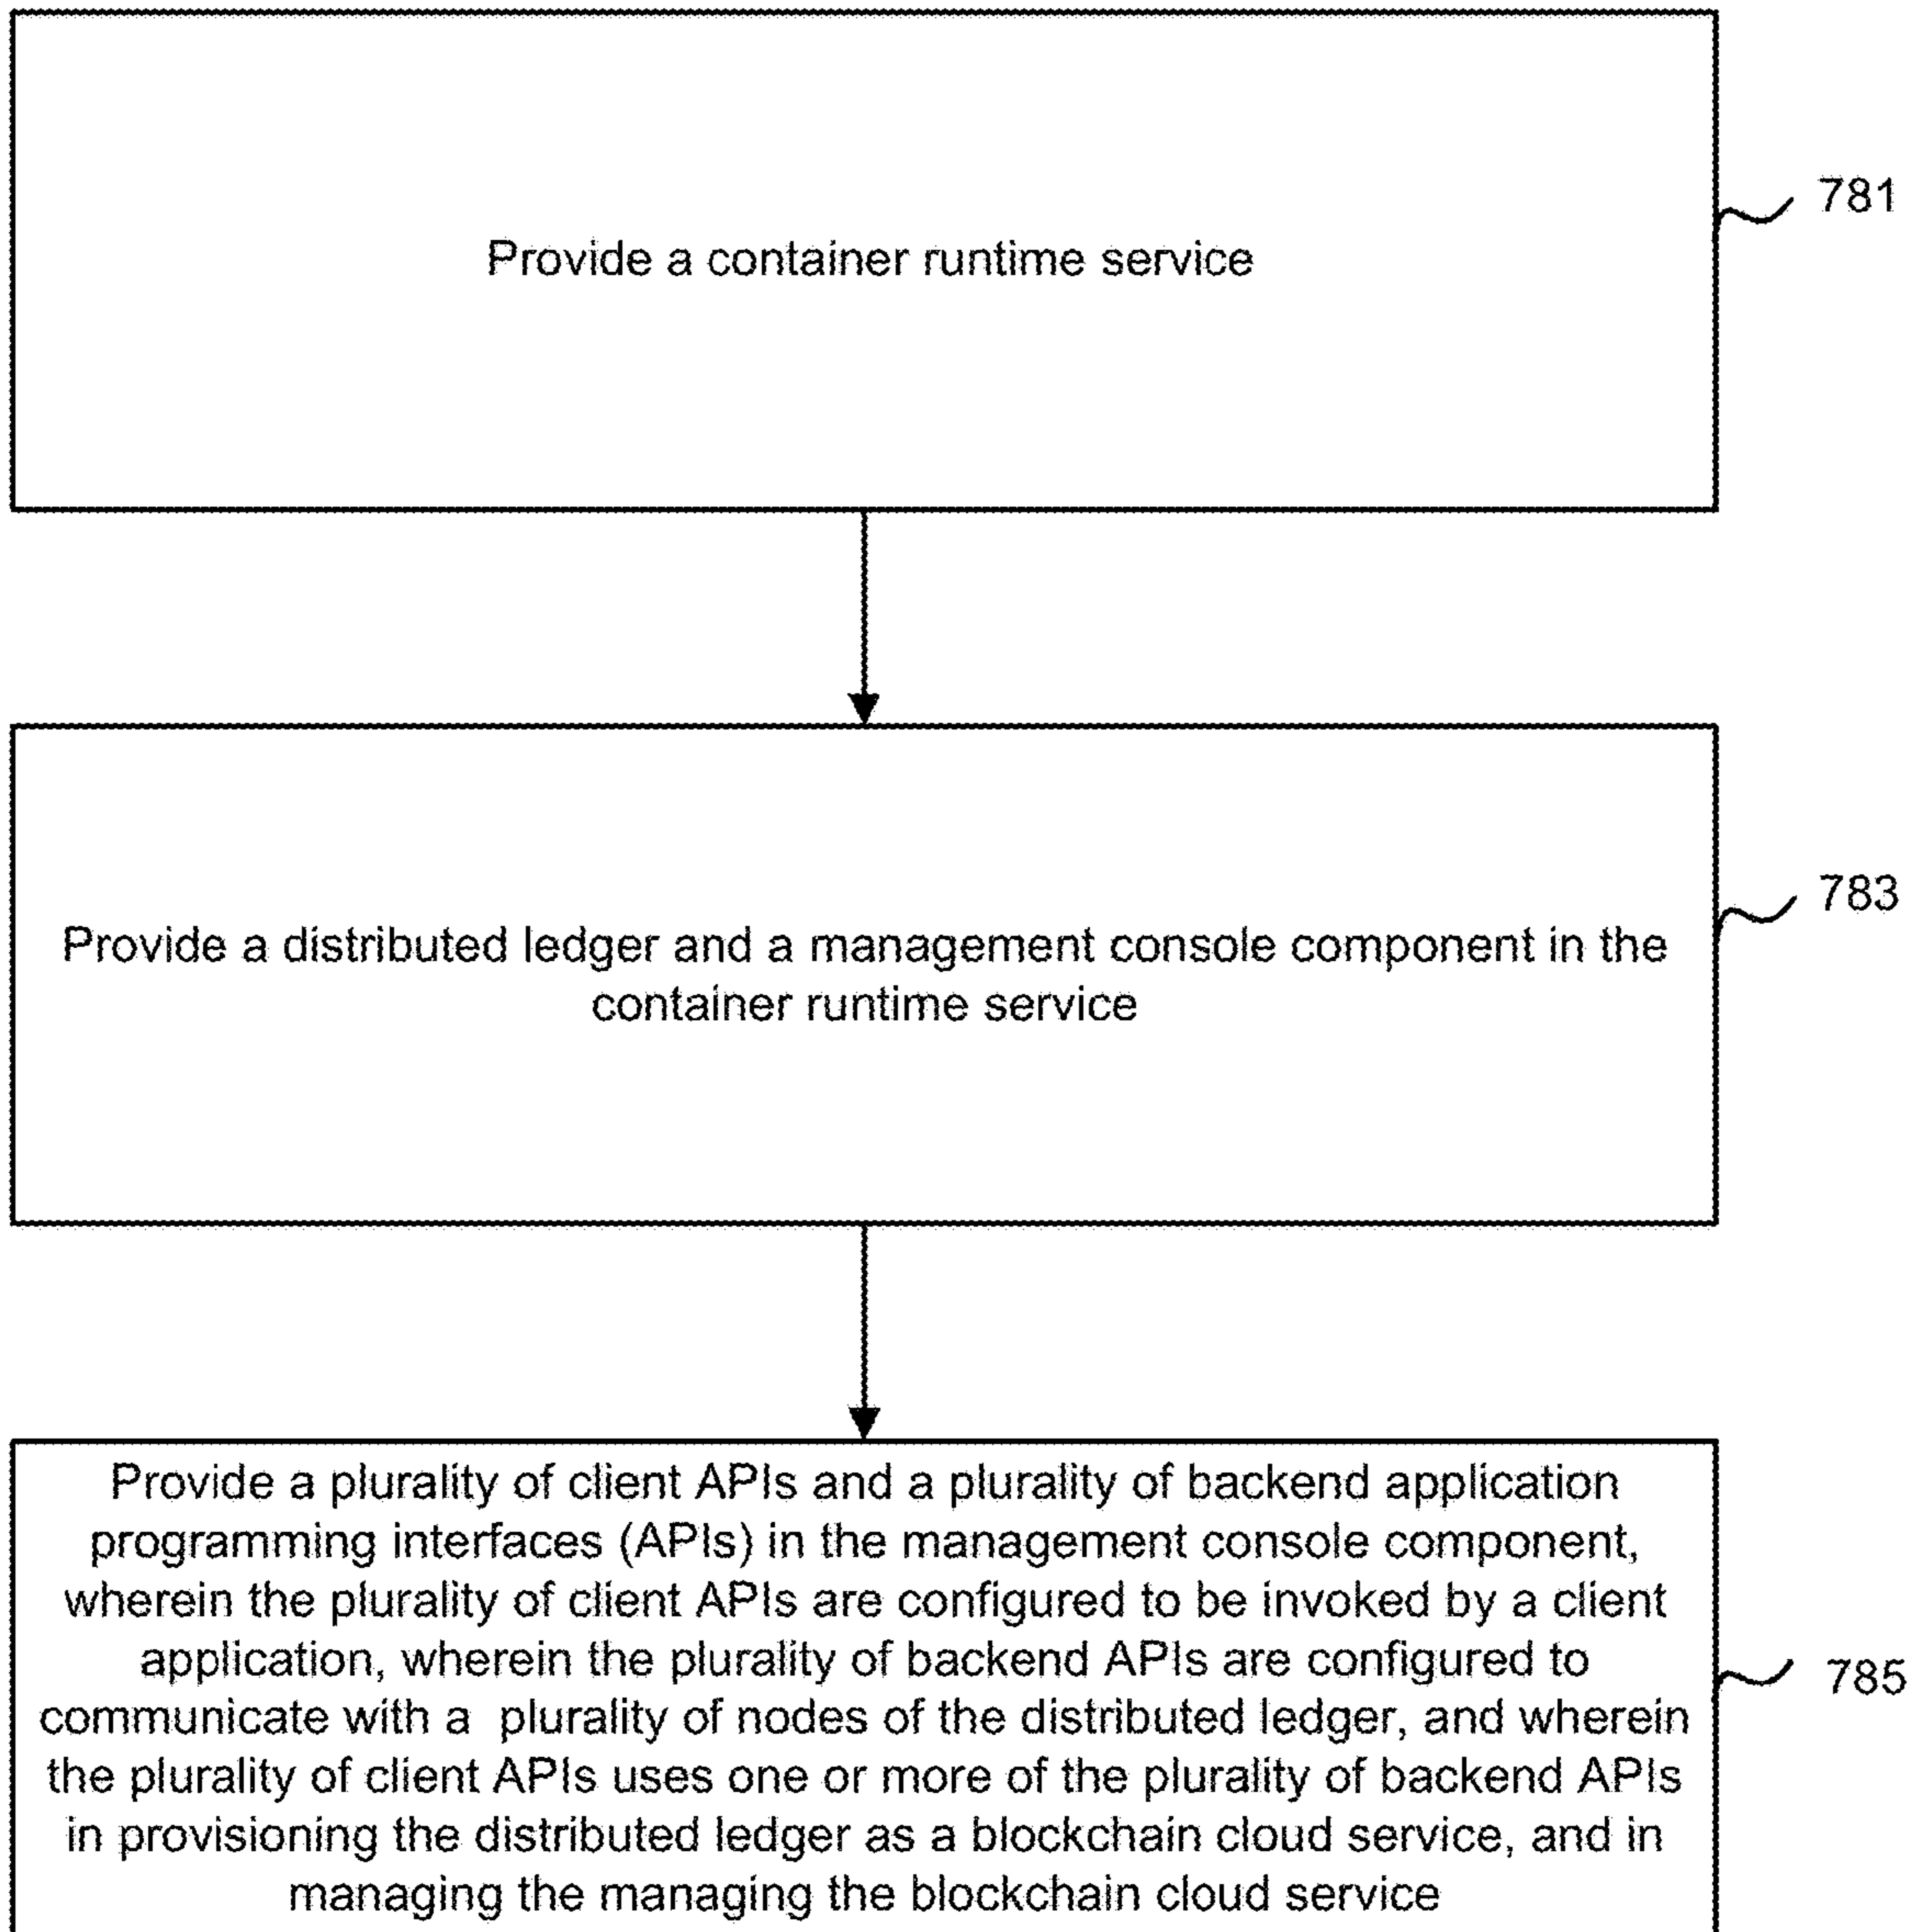 Provide a container runtime service
781
Provide a distributed ledger and a management console component in the
container runtime service
783
Provide a plurality of client APIs and a plurality of backend application
programming interfaces (APIs) in the management console component,
wherein the plurality of client APIs are configured to be invoked by a client
application, wherein the plurality of backend APIs are configured to
communicate with a plurality of nodes of the distributed ledger, and wherein
the plurality of client APIs uses one or more of the plurality of backend APIs
in provisioning the distributed ledger as a blockchain cloud service, and in
managing the managing the blockchain cloud service
785